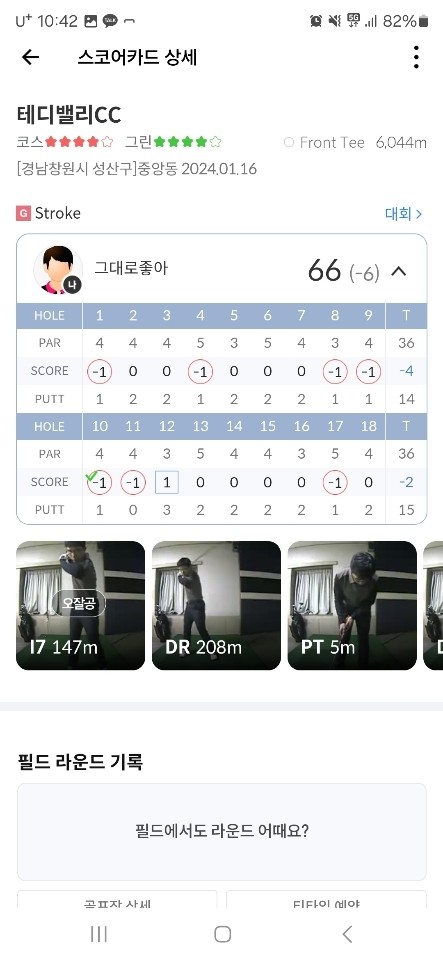 U+ 10:42 TALK 5G 82%
스코어카드 상세
테디밸리CC
코스★★★★☆ 그린★★★★☆ Front Tee 6,044m
[경남창원시 성산구]중앙동 2024.01.16
G Stroke 대회 >
나 그대로좋아 66 (-6)
HOLE 1 2 3 4 5 6 7 8 9 T
PAR 4 4 4 5 3 5 4 3 4 36
SCORE -1 0 0 -1 0 0 0 -1 -1 -4
PUTT 1 2 2 1 2 2 2 1 1 14
HOLE 10 11 12 13 14 15 16 17 18 T
PAR 4 4 3 5 4 4 3 5 4 36
SCORE -1 -1 1 0 0 0 0 -1 0 -2
PUTT 1 0 3 2 2 2 2 1 2 15
오잘공
I7 147m DR 208m PT 5m D
필드 라운드 기록
필드에서도 라운드 어때요?
골프장 상세 티타임 예약